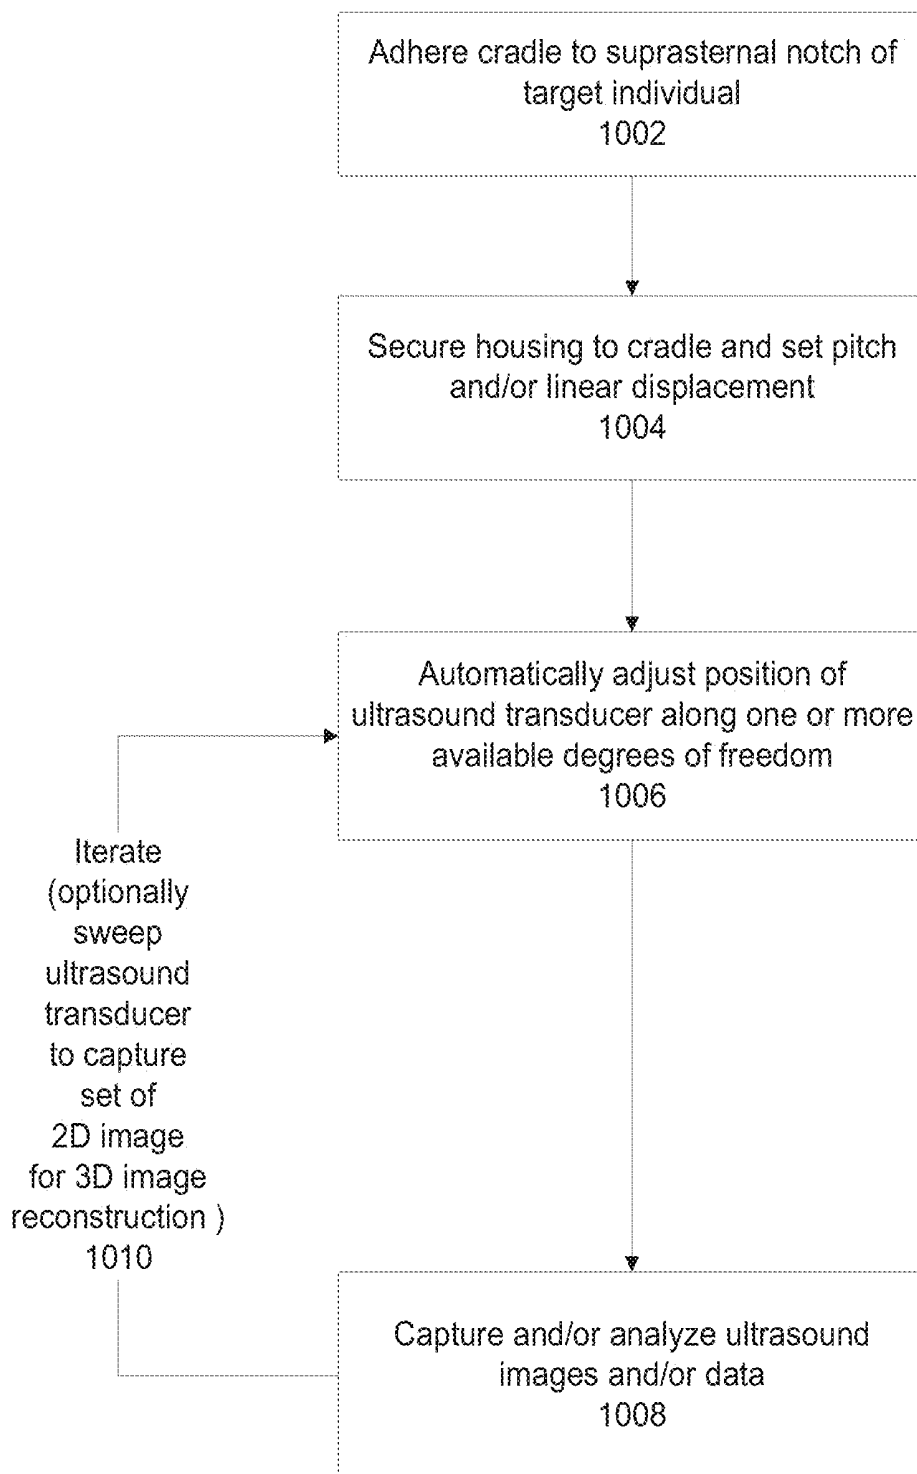 Adhere cradle to suprasternal notch of
target individual
1002
Secure housing to cradle and set pitch
and/or linear displacement
1004
Automatically adjust position of
ultrasound transducer along one or more
available degrees of freedom
1006
Iterate
(optionally
sweep
ultrasound
transducer
to capture
set of
2D image
for 3D image
reconstruction )
1010
Capture and/or analyze ultrasound
images and/or data
1008